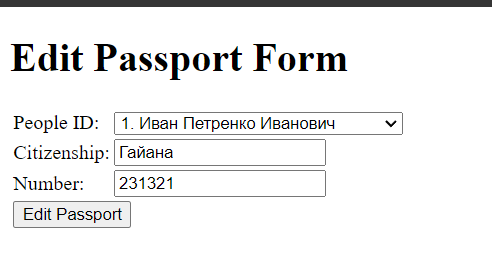 Edit Passport Form
People ID: 1. Иван Петренко Иванович
Citizenship: Гайана
Number: 231321
Edit Passport